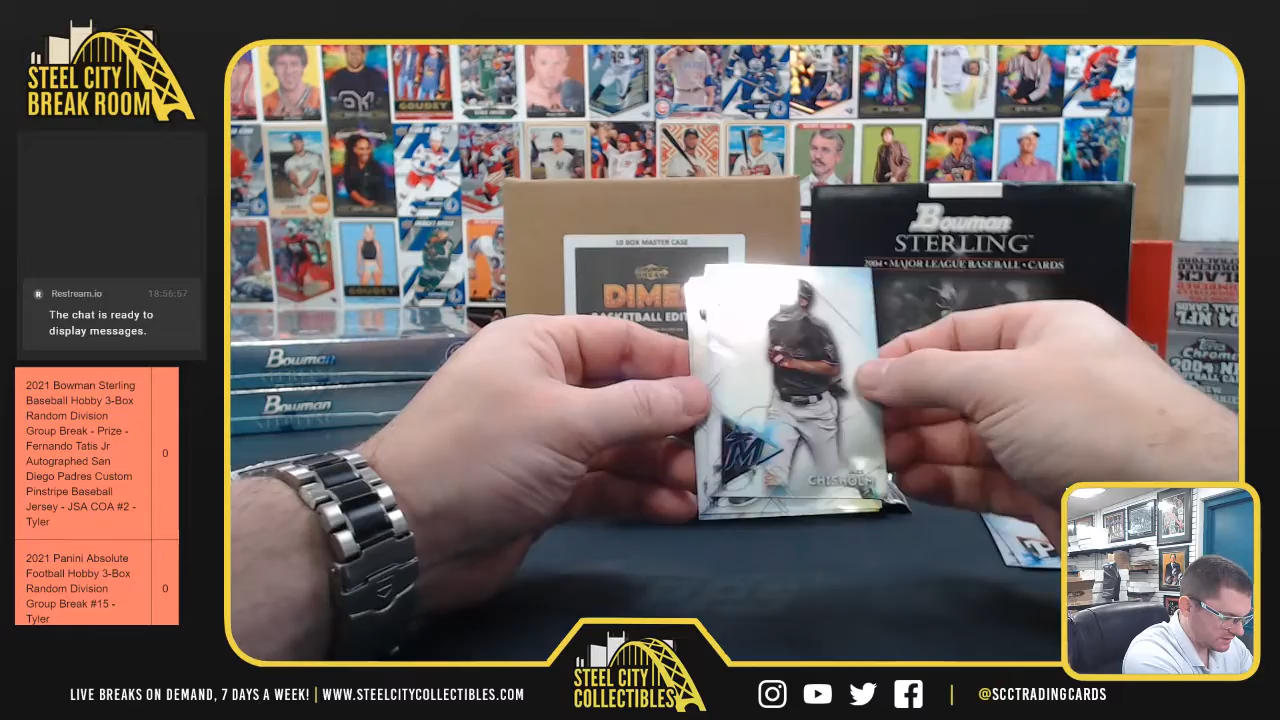 STEEL CITY
BREAK ROOM
Restream.io 18:56:57
The chat is ready to
display messages.
2021 Bowman Sterling
Baseball Hobby 3-Box
Random Division
Group Break - Prize -
Fernando Tatis Jr
Autographed San
Diego Padres Custom
Pinstripe Baseball
Jersey - JSA COA #2 -
Tyler
0
2021 Panini Absolute
Football Hobby 3-Box
Random Division
Group Break #15 -
Tyler
0
GOUDEY
GOUDEY
10 BOX MASTER CASE
DIME
BASKETBALL EDIT
Bowman
STERLING
2004 • MAJOR LEAGUE BASEBALL • CARDS
Bowman
Bowman
CHISHOLM
STEEL CITY
COLLECTIBLES
LIVE BREAKS ON DEMAND, 7 DAYS A WEEK! | WWW.STEELCITYCOLLECTIBLES.COM
| @SCCTRADINGCARDS